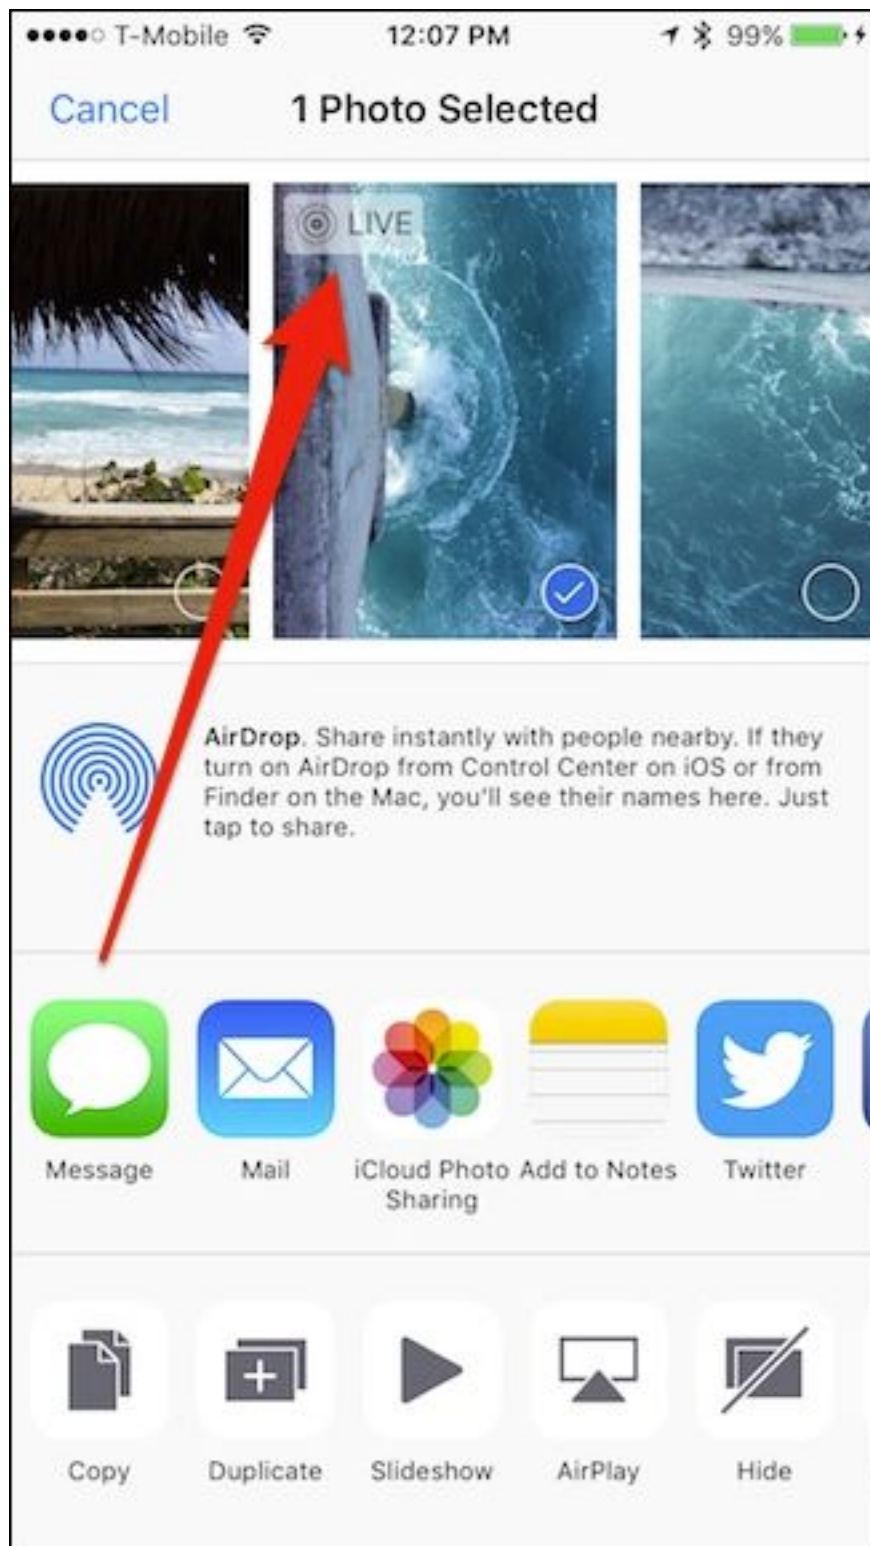 T-Mobile 12:07 PM 99%
Cancel 1 Photo Selected
LIVE
AirDrop. Share instantly with people nearby. If they
turn on AirDrop from Control Center on iOS or from
Finder on the Mac, you'll see their names here. Just
tap to share.
Message Mail iCloud Photo Add to Notes Twitter
Sharing
Copy Duplicate Slideshow AirPlay Hide